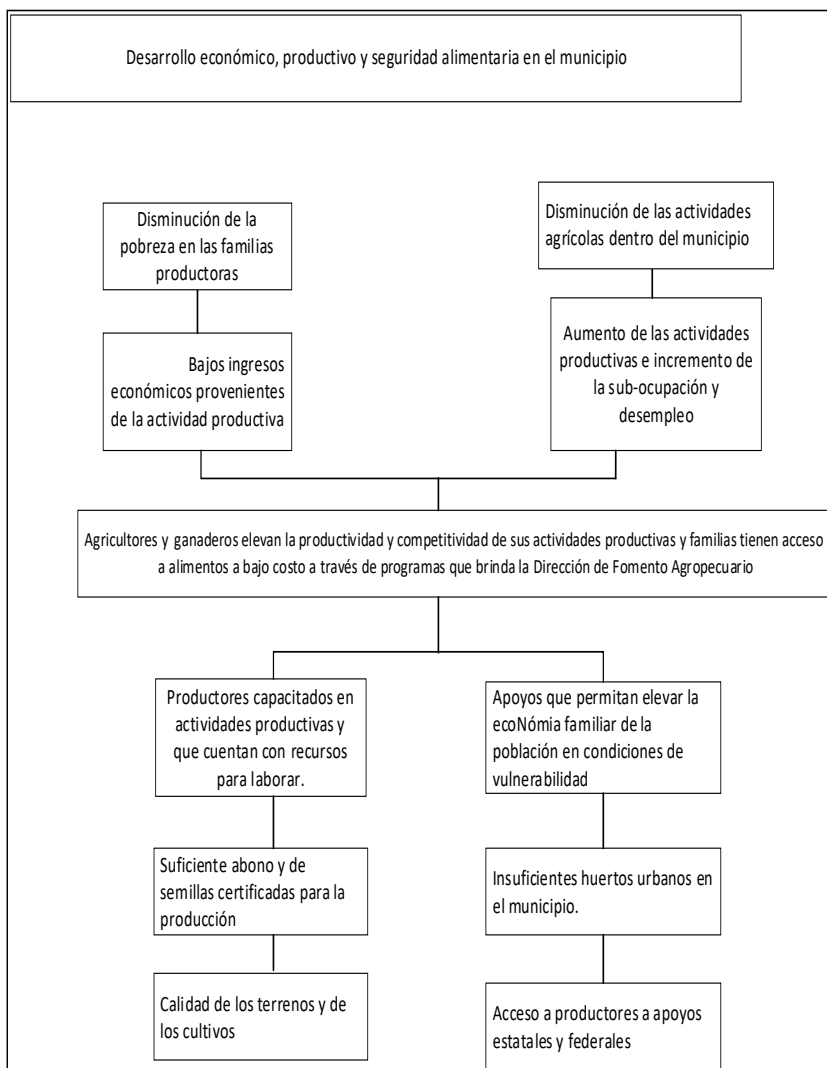 Desarrollo económico, productivo y seguridad alimentaria en el municipio
Disminución de la
pobreza en las familias
productoras
Disminución de las actividades
agrícolas dentro del municipio
Bajos ingresos
económicos provenientes
de la actividad productiva
Aumento de las actividades
productivas e incremento de
la sub-ocupación y
desempleo
Agricultores y ganaderos elevan la productividad y competitividad de sus actividades productivas y familias tienen acceso
a alimentos a bajo costo a través de programas que brinda la Dirección de Fomento Agropecuario
Productores capacitados en
actividades productivas y
que cuentan con recursos
para laborar.
Apoyos que permitan elevar la
ecoNómia familiar de la
población en condiciones de
vulnerabilidad
Suficiente abono y de
semillas certificadas para la
producción
Insuficientes huertos urbanos en
el municipio.
Calidad de los terrenos y de
los cultivos
Acceso a productores a apoyos
estatales y federales